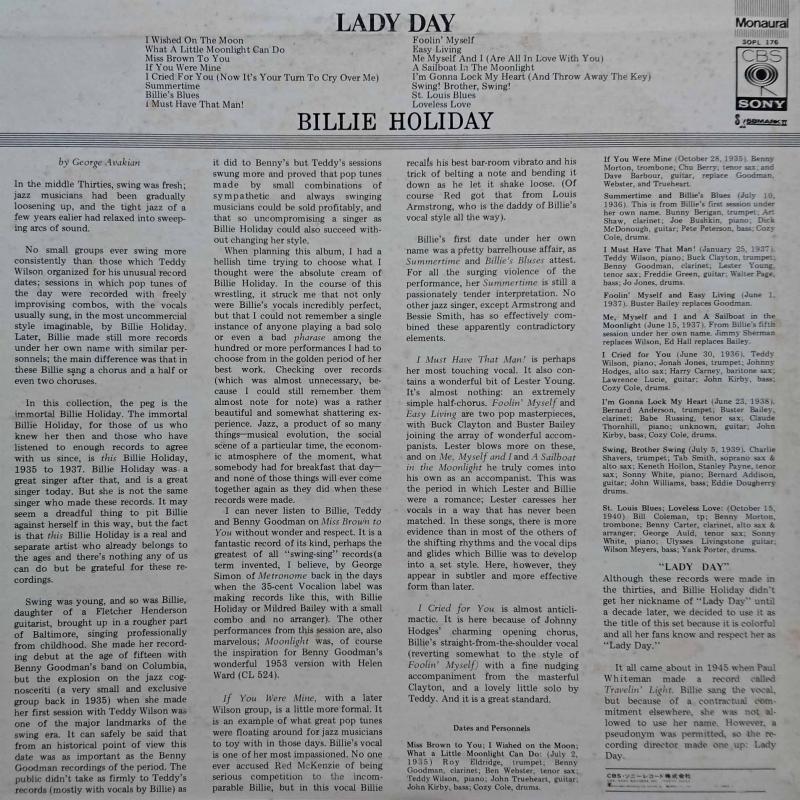 LADY DAY
I Wished On The Moon
What A Little Moonlight Can Do
Miss Brown To You
If You Were Mine
I Cried For You (Now It's Your Turn To Cry Over Me)
Summertime
Billie's Blues
I Must Have That Man!
Foolin' Myself
Easy Living
Me Myself And I (Are All In Love With You)
A Sailboat In The Moonlight
I'm Gonna Lock My Heart (And Throw Away The Key)
Swing! Brother, Swing!
St. Louis Blues
Loveless Love
BILLIE HOLIDAY
Monaural
SOPL 176
CBS
SONY
by George Avakian
In the middle Thirties, swing was fresh;
jazz musicians had been gradually
loosening up, and the tight jazz of a
few years ealier had relaxed into sweep-
ing arcs of sound.
No small groups ever swing more
consistently than those which Teddy
Wilson organized for his unusual record
dates; sessions in which pop tunes of
the day were recorded with freely
improvising combos, with the vocals
usually sung, in the most uncommercial
style imaginable, by Billie Holiday.
Later, Billie made still more records
under her own name with similar per-
sonnels; the main difference was that in
these Billie sang a chorus and a half or
even two choruses.
In this collection, the peg is the
immortal Billie Holiday. The immortal
Billie Holiday, for those of us who
knew her then and those who have
listened to enough records to agree
with us since, is this Billie Holiday,
1935 to 1937. Billie Holiday was a
great singer after that, and is a great
singer today. But she is not the same
singer who made these records. It may
seem a dreadful thing to pit Billie
against herself in this way, but the fact
is that this Billie Holiday is a real and
separate artist who already belongs to
the ages and there's nothing any of us
can do but be grateful for these re-
cordings.
Swing was young, and so was Billie,
daughter of a Fletcher Henderson
guitarist, brought up in a rougher part
of Baltimore, singing professionally
from childhood. She made her record-
ing debut at the age of fifteen with
Benny Goodman's band on Columbia,
but the explosion on the jazz cog-
nosceriti (a very small and exclusive
group back in 1935) when she made
her first session with Teddy Wilson was
one of the major landmarks of the
swing era. It can safely be said that
from an historical point of view this
date was as important as the Benny
Goodman recordings of the period. The
public didn't take as firmly to Teddy's
records (mostly with vocals by Billie) as
it did to Benny's but Teddy's sessions
swung more and proved that pop tunes
made by small combinations of
sympathetic and always swinging
musicians could be sold profitably, and
that so uncompromising a singer as
Billie Holiday could also succeed with-
out changing her style.
When planning this album, I had a
hellish time trying to choose what I
thought were the absolute cream of
Billie Holiday. In the course of this
wrestling, it struck me that not only
were Billie's vocals incredibly perfect,
but that I could not remember a single
instance of anyone playing a bad solo
or even a bad pharase among the
hundred or more performances I had to
choose from in the golden period of her
best work. Checking over records
(which was almost unnecessary, be-
cause I could still remember them
almost note for note) was a rather
beautiful and somewhat shattering ex-
perience. Jazz, a product of so many
things—musical evolution, the social
scene of a particular time, the econom-
ic atmosphere of the moment, what
somebody had for breakfast that day—
and none of those things will ever come
together again as they did when these
records were made.
I can never listen to Billie, Teddy
and Benny Goodman on Miss Brown to
You without wonder and respect. It is a
fantastic record of its kind, perhaps the
greatest of all "swing-sing" records(a
term invented, I believe, by George
Simon of Metronome back in the days
when the 35-cent Vocalion label was
making records like this, with Billie
Holiday or Mildred Bailey with a small
combo and no arranger). The other
performances from this session are, also
marvelous; Moonlight was, of course
the inspiration for Benny Goodman's
wonderful 1953 version with Helen
Ward (CL 524).
If You Were Mine, with a later
Wilson group, is a little more formal. It
is an example of what great pop tunes
were floating around for jazz musicians
to toy with in those days. Billie's vocal
is one of her most impassioned. No one
ever accused Red McKenzie of being
serious competition to the incom-
parable Billie, but in this vocal Billie
recalls his best bar-room vibrato and his
trick of belting a note and bending it
down as he let it shake loose. (Of
course Red got that from Louis
Armstrong, who is the daddy of Billie's
vocal style all the way).
Billie's first date under her own
name was a pretty barrelhouse affair, as
Summertime and Billie's Bluses attest.
For all the surging violence of the
performance, her Summertime is still a
passionately tender interpretation. No
other jazz singer, except Armstrong and
Bessie Smith, has so effectively com-
bined these apparently contradictory
elements.
I Must Have That Man! is perhaps
her most touching vocal. It also con-
tains a wonderful bit of Lester Young.
It's almost nothing: an extremely
simple half-chorus. Foolin' Myself and
Easy Living are two pop masterpieces,
with Buck Clayton and Buster Bailey
joining the array of wonderful accom-
panists. Lester blows more on these,
and on Me, Myself and I and A Sailboat
in the Moonlight he truly comes into
his own as an accompanist. This was
the period in which Lester and Billie
were a romance; Lester caresses her
vocals in a way that has never been
matched. In these songs, there is more
evidence than in most of the others of
the shifting rhythms and the vocal dips
and glides which Billie was to develop
into a set style. Here, however, they
appear in subtler and more effective
form than later.
I Cried for You is almost anticli-
matic. It is here because of Johnny
Hodges' charming opening chorus,
Billie's straight-from-the-shoulder vocal
(reverting somewhat to the style of
Foolin' Myself) with a fine nudging
accompaniment from the masterful
Clayton, and a lovely little solo by
Teddy. And it is a great standard.
Dates and Personnels
Miss Brown to You; I Wished on the Moon;
What a Little Moonlight Can Do: (July 2,
1935) Roy Eldridge, trumpet; Benny
Goodman, clarinet; Ben Webster, tenor sax;
Teddy Wilson, piano; John Trueheart, guitar;
John Kirby, bass; Cozy Cole, drums.
If You Were Mine (October 28, 1935). Benny
Morton, trombone; Chu Berry, tenor sax; and
Dave Barbour, guitar, replace Goodman,
Webster, and Trueheart.
Summertime and Billie's Blues (July 10,
1936). This is from Billie's first session under
her own name. Bunny Berigan, trumpet; Art
Shaw, clarinet; Joe Bushkin, piano; Dick
McDonough, guitar; Pete Peterson, bass; Cozy
Cole, drums.
I Must Have That Man! (January 25, 1937).
Teddy Wilson, piano; Buck Clayton, trumpet;
Benny Goodman, clarinet; Lester Young,
tenor sax; Freddie Green, guitar; Walter Page,
bass; Jo Jones, drums.
Foolin' Myself and Easy Living (June 1,
1937). Buster Bailey replaces Goodman.
Me, Myself and I and A Sailboat in the
Moonlight (June 15, 1937). From Billie's fifth
session under her own name. Jimmy Sherman
replaces Wilson, Ed Hall replaces Bailey.
I Cried for You (June 30, 1936). Teddy
Wilson, piano; Jonah Jones, trumpet; Johnny
Hodges, alto sax; Harry Carney, baritone sax;
Lawrence Lucie, guitar; John Kirby, bass;
Cozy Cole, drums.
I'm Gonna Lock My Heart (June 23, 1938).
Bernard Anderson, trumpet; Buster Bailey,
clarinet; Babe Russing, tenor sax; Claude
Thornhill, piano; unknown, guitar; John
Kirby, bass; Cozy Cole, drums.
Swing, Brother Swing (July 5, 1939). Charlie
Shavers, trumpet; Tab Smith, soprano sax &
alto sax; Keneth Hollon, Stanley Payne, tenor
sax; Sonny White, piano; Bernard Addison,
guitar; John Williams, bass; Eddie Dougherry
drums.
St. Louis Blues; Loveless Love: (October 15,
1940) Bill Coleman, tp; Benny Morton,
trombone; Benny Carter, clarinet, alto sax &
arranger; George Auld, tenor sax; Sonny
White, piano; Ulysses Livingstone guitar;
Wilson Meyers, bass; Yank Porter, drums.
"LADY DAY"
Although these records were made in
the thirties, and Billie Holiday didn't
get her nickname of "Lady Day" until
a decade later, we decided to use it as
the title of this set because it is colorful
and all her fans know and respect her as
"Lady Day."
It all came about in 1945 when Paul
Whiteman made a record called
Travelin' Light. Billie sang the vocal,
but because of a contractual com-
mitment elsewhere, she was not al-
lowed to use her name. However, a
pseudonym was permitted, so the re-
cording director made one up: Lady
Day.
CBS・ソニーレコード株式会社